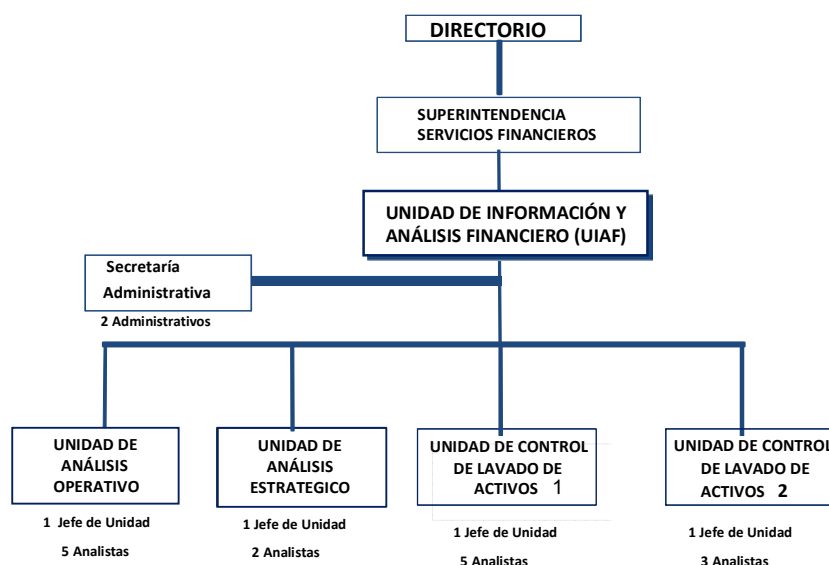 DIRECTORIO
SUPERINTENDENCIA
SERVICIOS FINANCIEROS
UNIDAD DE INFORMACIÓN Y
ANÁLISIS FINANCIERO (UIAF)
Secretaría
Administrativa
2 Administrativos
UNIDAD DE
ANÁLISIS
OPERATIVO
1 Jefe de Unidad
5 Analistas
UNIDAD DE
ANÁLISIS
ESTRATEGICO
1 Jefe de Unidad
2 Analistas
UNIDAD DE CONTROL
DE LAVADO DE
ACTIVOS 1
1 Jefe de Unidad
5 Analistas
UNIDAD DE CONTROL
DE LAVADO DE
ACTIVOS 2
1 Jefe de Unidad
3 Analistas